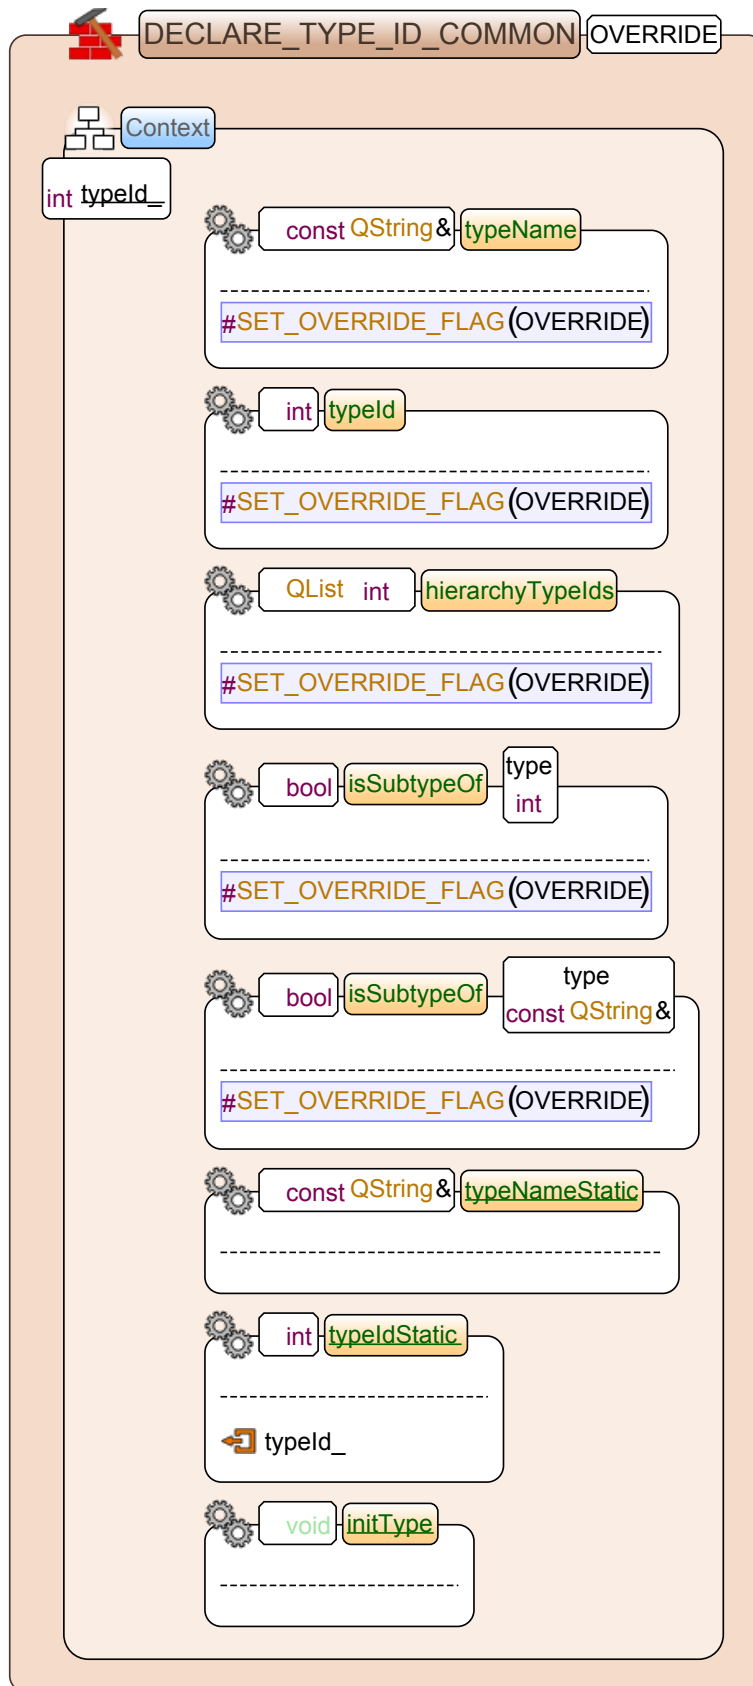 DECLARE_TYPE_ID_COMMON OVERRIDE
Context
int typeId_
const QString& typeName
#SET_OVERRIDE_FLAG(OVERRIDE)
int typeId
#SET_OVERRIDE_FLAG(OVERRIDE)
QList int hierarchyTypeIds
#SET_OVERRIDE_FLAG(OVERRIDE)
bool isSubtypeOf type
int
#SET_OVERRIDE_FLAG(OVERRIDE)
bool isSubtypeOf type
const QString&
#SET_OVERRIDE_FLAG(OVERRIDE)
const QString& typeNameStatic
int typeIdStatic
typeId_
void initType